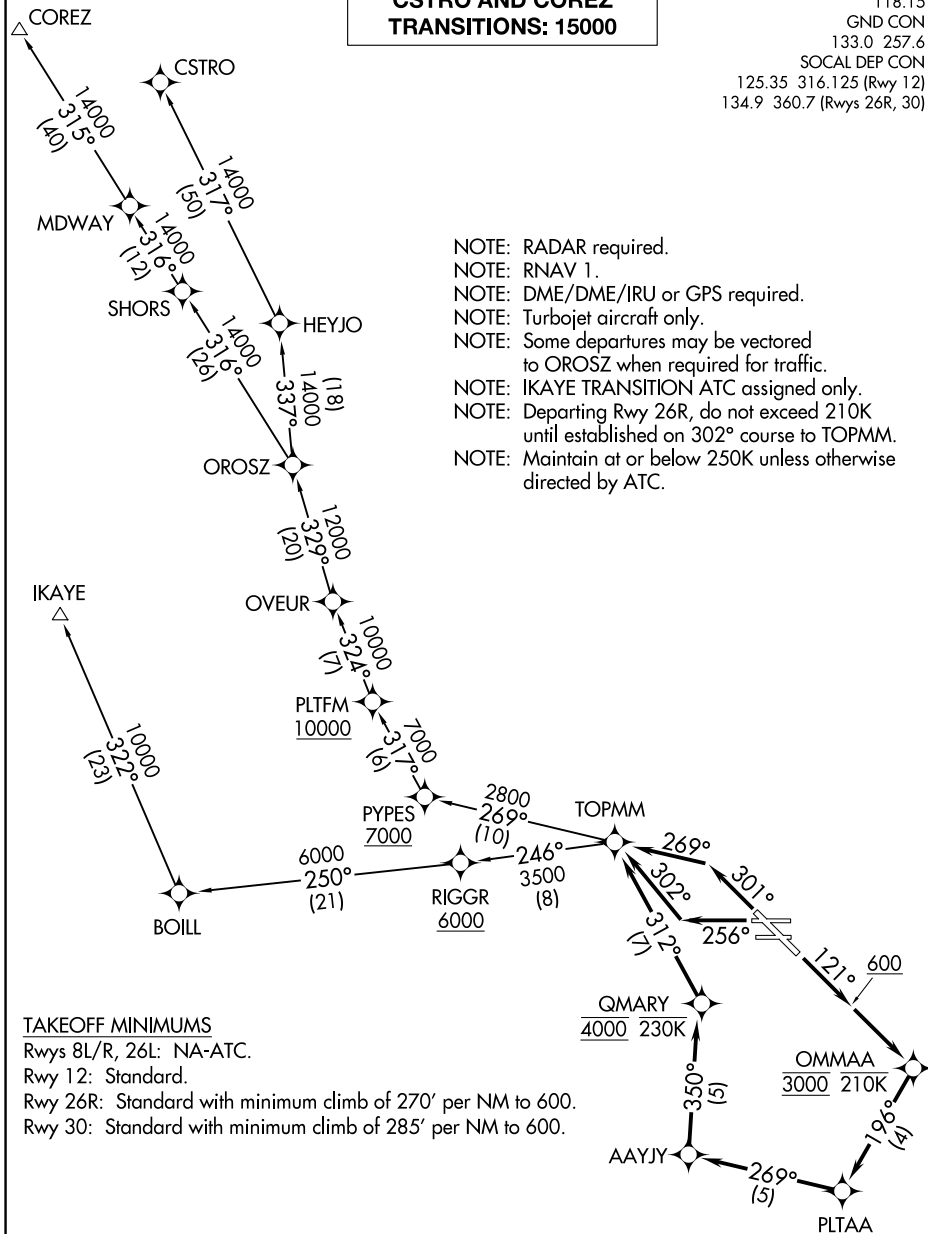 CSTRO AND COREZ
TRANSITIONS: 15000
118.15
GND CON
133.0 257.6
SOCAL DEP CON
125.35 316.125 (Rwy 12)
134.9 360.7 (Rwys 26R, 30)
COREZ
14000
315°
(40)
CSTRO
14000
317°
(50)
MDWAY
14000
316°
(12)
SHORS
14000
316°
(26)
HEYJO
(18)
14000
337°
OROSZ
12000
329°
(20)
OVEUR
10000
324°
(7)
PLTFM
10000
7000
317°
(6)
PYPES
7000
NOTE: RADAR required.
NOTE: RNAV 1.
NOTE: DME/DME/IRU or GPS required.
NOTE: Turbojet aircraft only.
NOTE: Some departures may be vectored
to OROSZ when required for traffic.
NOTE: IKAYE TRANSITION ATC assigned only.
NOTE: Departing Rwy 26R, do not exceed 210K
until established on 302° course to TOPMM.
NOTE: Maintain at or below 250K unless otherwise
directed by ATC.
IKAYE
10000
322°
(23)
BOILL
6000
250°
(21)
RIGGR
6000
2800
269°
(10)
246°
3500
(8)
TOPMM
269°
301°
302°
256°
312°
(7)
121°
600
QMARY
4000 230K
OMMAA
3000 210K
350°
(5)
196°
(4)
AAYJY
269°
(5)
PLTAA
TAKEOFF MINIMUMS
Rwys 8L/R, 26L: NA-ATC.
Rwy 12: Standard.
Rwy 26R: Standard with minimum climb of 270' per NM to 600.
Rwy 30: Standard with minimum climb of 285' per NM to 600.